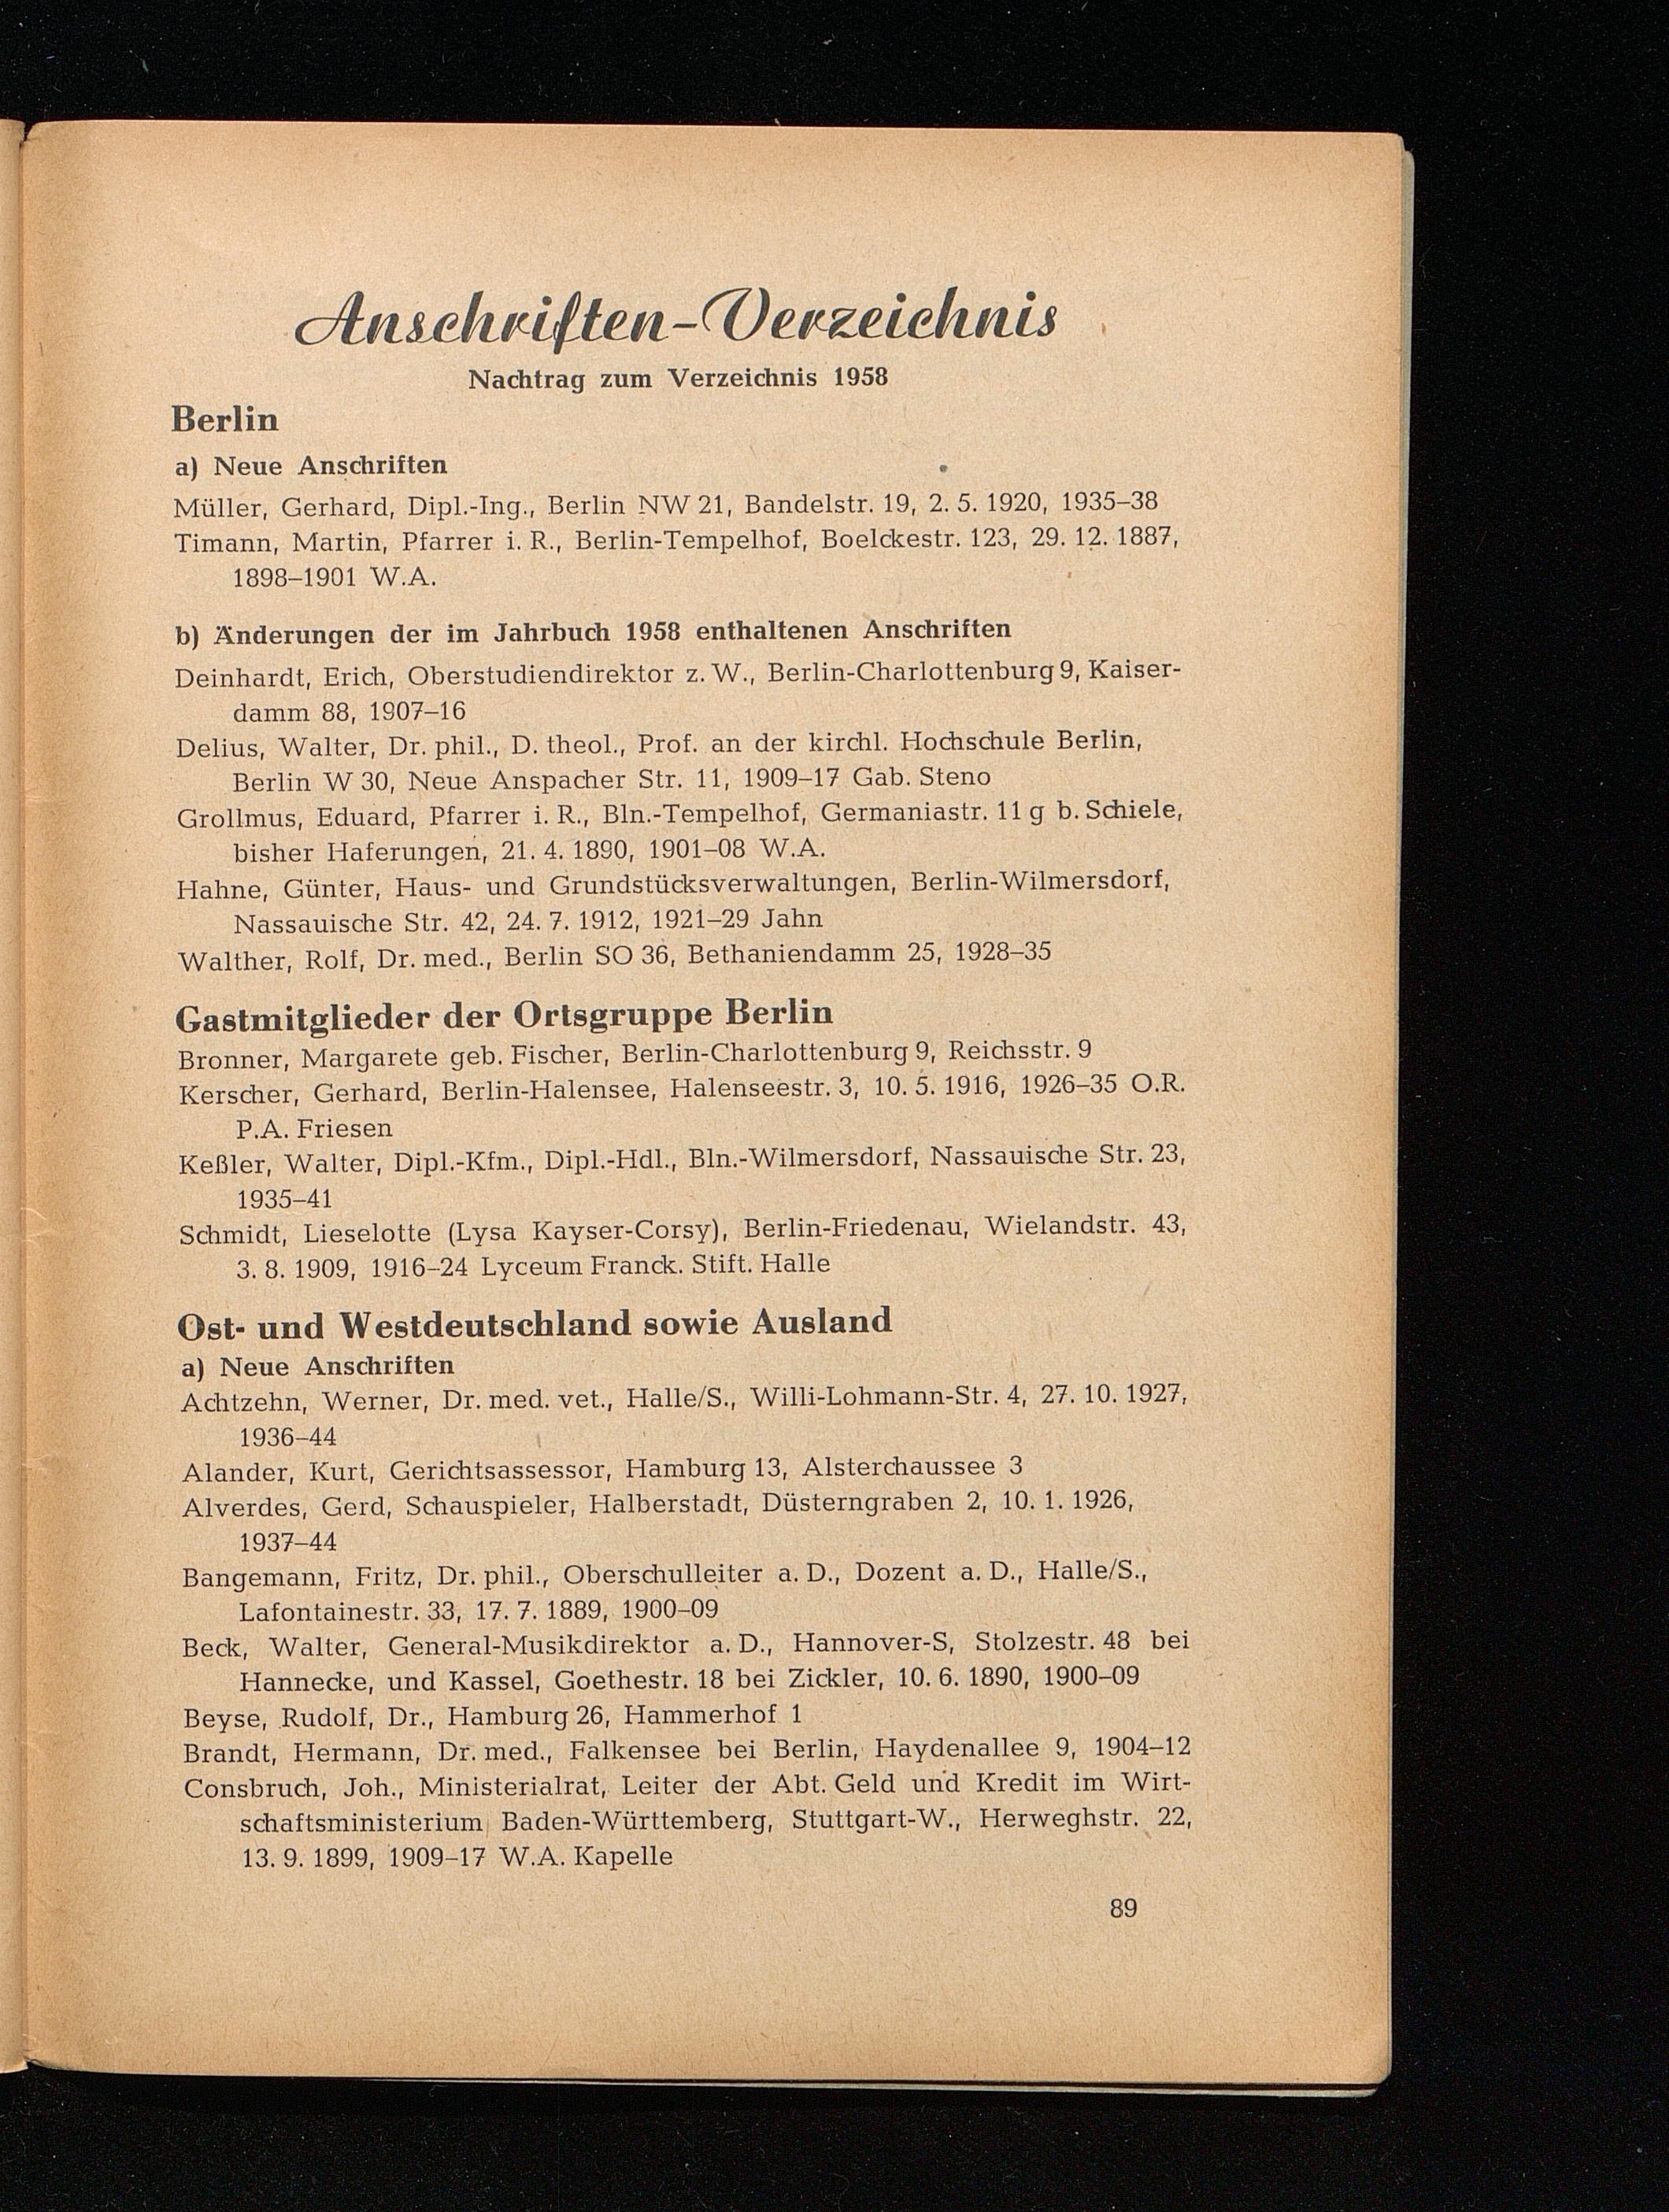 Anschriften-Verzeichnis
Nachtrag zum Verzeichnis 1958
Berlin
a) Neue Anschriften
Müller, Gerhard, Dipl.-Ing., Berlin NW 21, Bandelstr. 19, 2. 5. 1920, 1935–38
Timann, Martin, Pfarrer i. R., Berlin-Tempelhof, Boelckestr. 123, 29. 12. 1887,
1898–1901 W.A.
b) Änderungen der im Jahrbuch 1958 enthaltenen Anschriften
Deinhardt, Erich, Oberstudiendirektor z. W., Berlin-Charlottenburg 9, Kaiser-
damm 88, 1907–16
Delius, Walter, Dr. phil., D. theol., Prof. an der kirchl. Hochschule Berlin,
Berlin W 30, Neue Anspacher Str. 11, 1909–17 Gab. Steno
Grollmus, Eduard, Pfarrer i. R., Bln.-Tempelhof, Germaniastr. 11 g b. Schiele,
bisher Haferungen, 21. 4. 1890, 1901–08 W.A.
Hahne, Günter, Haus- und Grundstücksverwaltungen, Berlin-Wilmersdorf,
Nassauische Str. 42, 24. 7. 1912, 1921–29 Jahn
Walther, Rolf, Dr. med., Berlin SO 36, Bethaniendamm 25, 1928–35
Gastmitglieder der Ortsgruppe Berlin
Bronner, Margarete geb. Fischer, Berlin-Charlottenburg 9, Reichsstr. 9
Kerscher, Gerhard, Berlin-Halensee, Halenseestr. 3, 10. 5. 1916, 1926–35 O.R.
P.A. Friesen
Keßler, Walter, Dipl.-Kfm., Dipl.-Hdl., Bln.-Wilmersdorf, Nassauische Str. 23,
1935–41
Schmidt, Lieselotte (Lysa Kayser-Corsy), Berlin-Friedenau, Wielandstr. 43,
3. 8. 1909, 1916–24 Lyceum Franck. Stift. Halle
Ost- und Westdeutschland sowie Ausland
a) Neue Anschriften
Achtzehn, Werner, Dr. med. vet., Halle/S., Willi-Lohmann-Str. 4, 27. 10. 1927,
1936–44
Alander, Kurt, Gerichtsassessor, Hamburg 13, Alsterchaussee 3
Alverdes, Gerd, Schauspieler, Halberstadt, Düsterngraben 2, 10. 1. 1926,
1937–44
Bangemann, Fritz, Dr. phil., Oberschulleiter a. D., Dozent a. D., Halle/S.,
Lafontainestr. 33, 17. 7. 1889, 1900–09
Beck, Walter, General-Musikdirektor a. D., Hannover-S, Stolzestr. 48 bei
Hannecke, und Kassel, Goethestr. 18 bei Zickler, 10. 6. 1890, 1900–09
Beyse, Rudolf, Dr., Hamburg 26, Hammerhof 1
Brandt, Hermann, Dr. med., Falkensee bei Berlin, Haydenallee 9, 1904–12
Consbruch, Joh., Ministerialrat, Leiter der Abt. Geld und Kredit im Wirt-
schaftsministerium Baden-Württemberg, Stuttgart-W., Herweghstr. 22,
13. 9. 1899, 1909–17 W.A. Kapelle
89